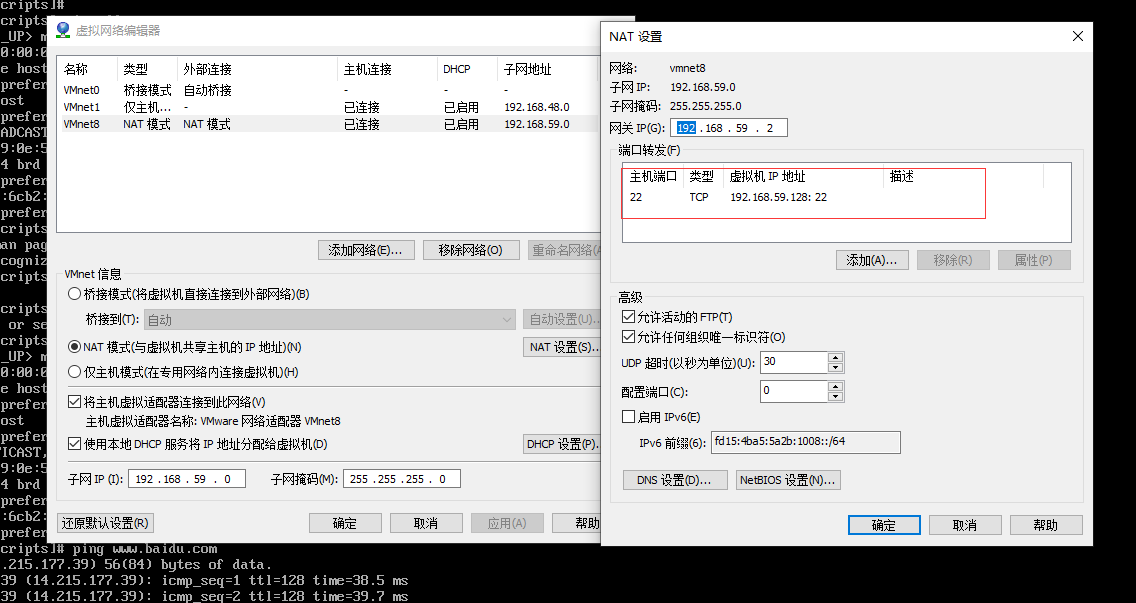 cripts]#
cripts
_UP> m
0:00:0
e host
prefer
ost
prefer
ADCAST
9:0e:5
4 brd
prefer
:6cb2:
prefer
cripts
an pag
cogniz
cripts
cripts
or se
cripts
_UP> m
0:00:0
e host
prefer
ost
prefer
TICAST,
9:0e:5
4 brd
prefer
:6cb2:
prefer
虚拟网络编辑器
名称 类型 外部连接 主机连接 DHCP 子网地址
VMnet0 桥接模式 自动桥接 - - -
VMnet1 仅主机... - 已连接 已启用 192.168.48.0
VMnet8 NAT 模式 NAT 模式 已连接 已启用 192.168.59.0
添加网络(E)... 移除网络(O) 重命名网络(
VMnet 信息
桥接模式(将虚拟机直接连接到外部网络)(B)
桥接到(T): 自动 自动设置(U)...
NAT 模式(与虚拟机共享主机的 IP 地址)(N) NAT 设置(S)...
仅主机模式(在专用网络内连接虚拟机)(H)
将主机虚拟适配器连接到此网络(V)
主机虚拟适配器名称: VMware 网络适配器 VMnet8
使用本地 DHCP 服务将 IP 地址分配给虚拟机(D) DHCP 设置(P)...
子网 IP (I): 192 . 168 . 59 . 0 子网掩码(M): 255 . 255 . 255 . 0
还原默认设置(R) 确定 取消 应用(A) 帮助
NAT 设置
网络: vmnet8
子网 IP: 192.168.59.0
子网掩码: 255.255.255.0
网关 IP(G): 192 . 168 . 59 . 2
端口转发(F)
主机端口 类型 虚拟机 IP 地址 描述
22 TCP 192.168.59.128: 22
添加(A)... 移除(R) 属性(P)
高级
允许活动的 FTP(T)
允许任何组织唯一标识符(O)
UDP 超时(以秒为单位)(U): 30
配置端口(C): 0
启用 IPv6(E)
IPv6 前缀(6): fd15:4ba5:5a2b:1008::/64
DNS 设置(D)... NetBIOS 设置(N)...
确定 取消 帮助
cripts]# ping www.baidu.com
.215.177.39) 56(84) bytes of data.
39 (14.215.177.39): icmp_seq=1 ttl=128 time=38.5 ms
39 (14.215.177.39): icmp_seq=2 ttl=128 time=39.7 ms